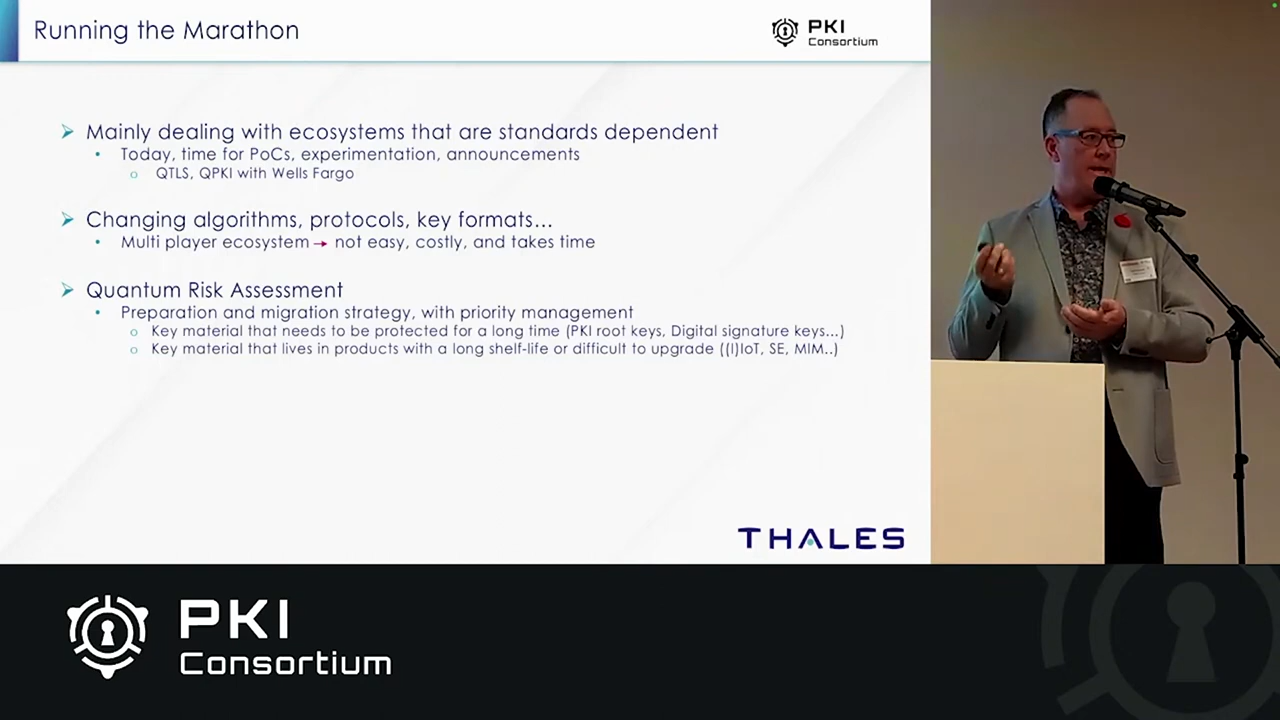 Running the Marathon
PKI
Consortium
Mainly dealing with ecosystems that are standards dependent
Today, time for PoCs, experimentation, announcements
QTLS, QPKI with Wells Fargo
Changing algorithms, protocols, key formats...
Multi player ecosystem → not easy, costly, and takes time
Quantum Risk Assessment
Preparation and migration strategy, with priority management
Key material that needs to be protected for a long time (PKI root keys, Digital signature keys...)
Key material that lives in products with a long shelf-life or difficult to upgrade ((I)IoT, SE, MIM..)
THALES
PKI
Consortium